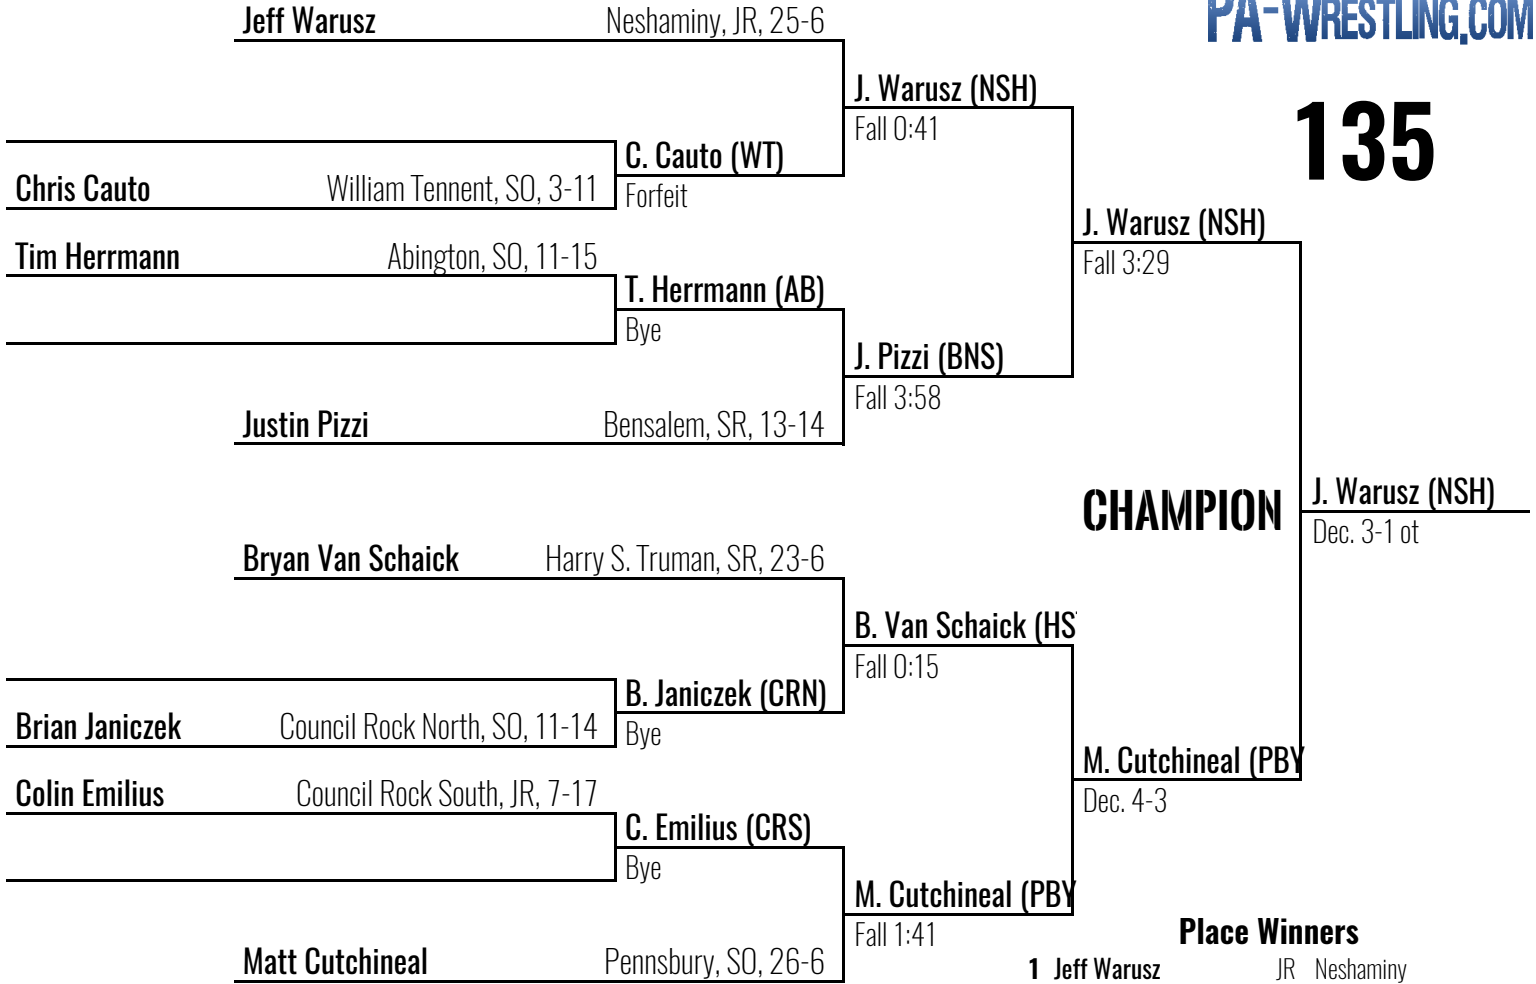 Jeff Warusz Neshaminy, JR, 25-6
PA-WRESTLING.COM
J. Warusz (NSH)
Fall 0:41
135
C. Cauto (WT)
Chris Cauto William Tennent, SO, 3-11
Forfeit
J. Warusz (NSH)
Tim Herrmann Abington, SO, 11-15
Fall 3:29
T. Herrmann (AB)
Bye
J. Pizzi (BNS)
Fall 3:58
Justin Pizzi Bensalem, SR, 13-14
J. Warusz (NSH)
CHAMPION
Dec. 3-1 ot
Bryan Van Schaick Harry S. Truman, SR, 23-6
B. Van Schaick (HS
Fall 0:15
B. Janiczek (CRN)
Brian Janiczek Council Rock North, SO, 11-14
Bye
M. Cutchineal (PBY
Colin Emilius Council Rock South, JR, 7-17
Dec. 4-3
C. Emilius (CRS)
Bye
M. Cutchineal (PBY
Fall 1:41
Place Winners
Matt Cutchineal Pennsbury, SO, 26-6
1 Jeff Warusz JR Neshaminy